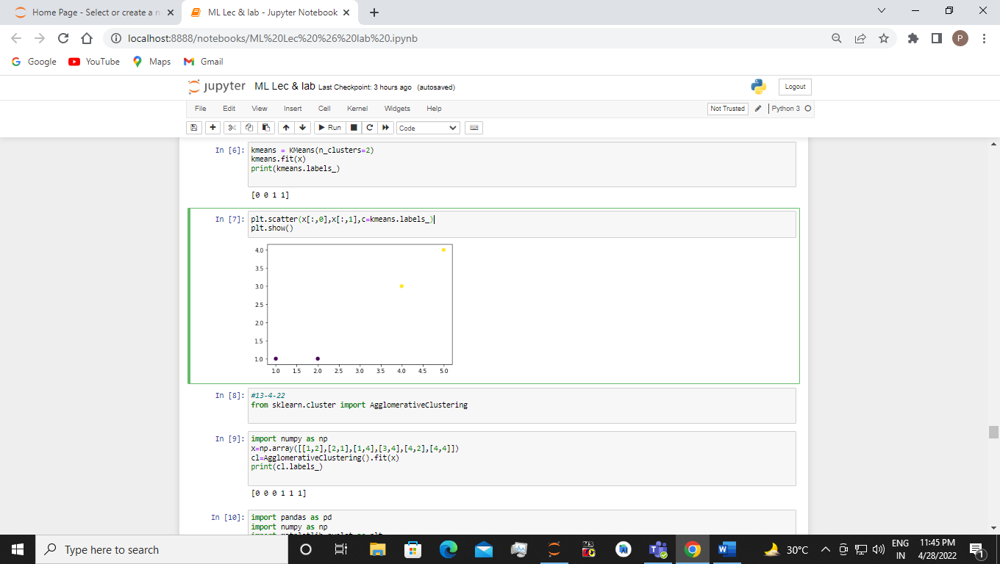 Home Page - Select or create a n
ML Lec & lab - Jupyter Notebook
localhost:8888/notebooks/ML%20Lec%20%26%20lab%20.ipynb
P
Google YouTube Maps Gmail
jupyter ML Lec & lab Last Checkpoint: 3 hours ago (autosaved)
Logout
File Edit View Insert Cell Kernel Widgets Help
Not Trusted Python 3
Run Code
In [6]: kmeans = KMeans(n_clusters=2)
kmeans.fit(x)
print(kmeans.labels_)
[0 0 1 1]
In [7]: plt.scatter(x[:,0],x[:,1],c=kmeans.labels_)
plt.show()
4.0
3.5
3.0
2.5
2.0
1.5
1.0
1.0 1.5 2.0 2.5 3.0 3.5 4.0 4.5 5.0
In [8]: #13-4-22
from sklearn.cluster import AgglomerativeClustering
In [9]: import numpy as np
x=np.array([[1,2],[2,1],[1,4],[3,4],[4,2],[4,4]])
cl=AgglomerativeClustering().fit(x)
print(cl.labels_)
[0 0 0 1 1 1]
In [10]: import pandas as pd
import numpy as np
Type here to search
30°C
ENG
IN
11:45 PM
4/28/2022
1